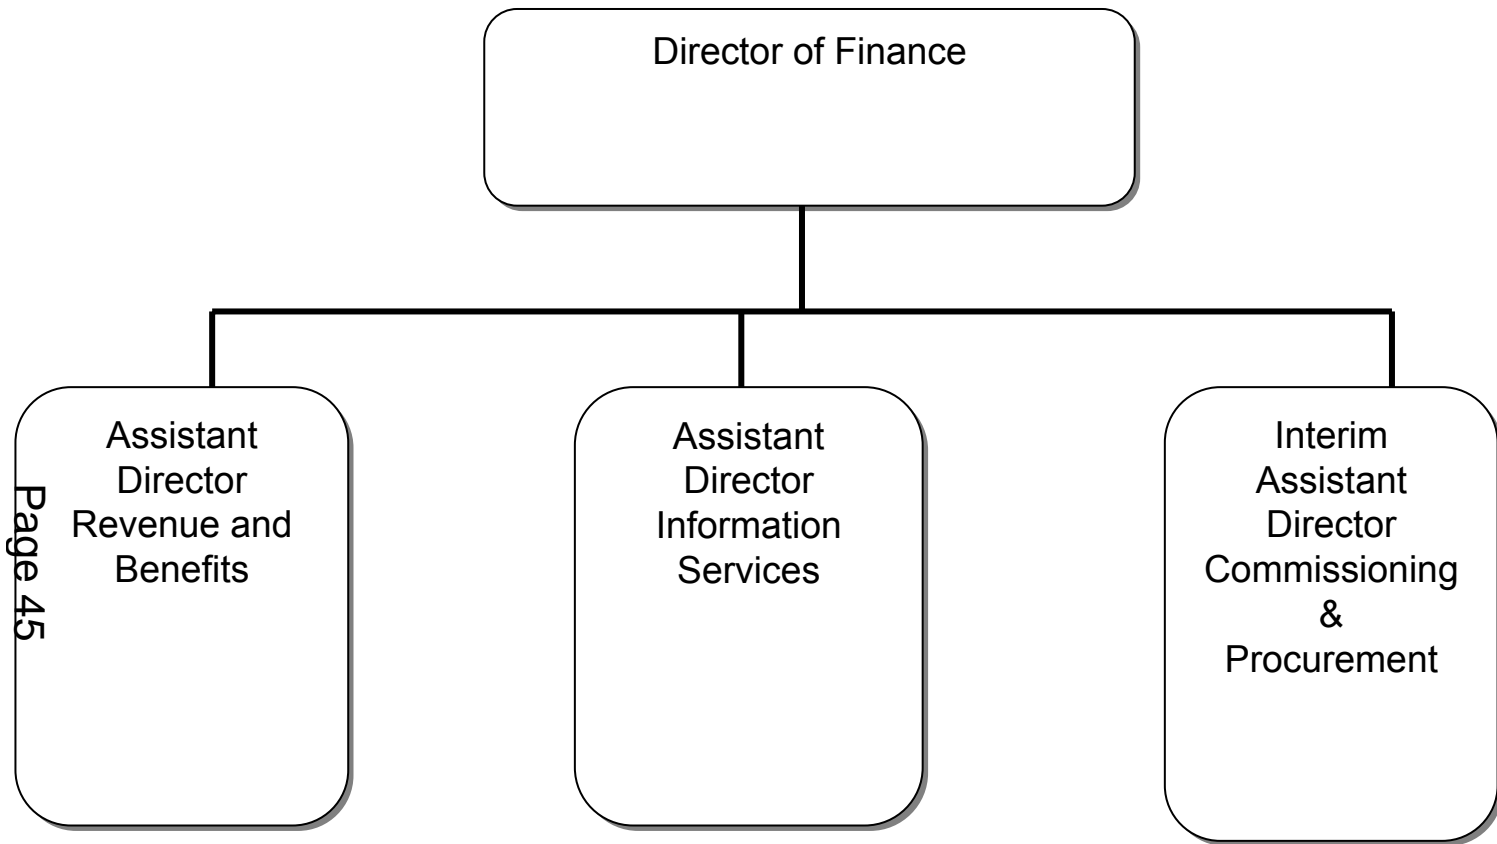 Director of Finance
Assistant
Director
Revenue and
Benefits
Assistant
Director
Information
Services
Interim
Assistant
Director
Commissioning
&
Procurement
Page 45